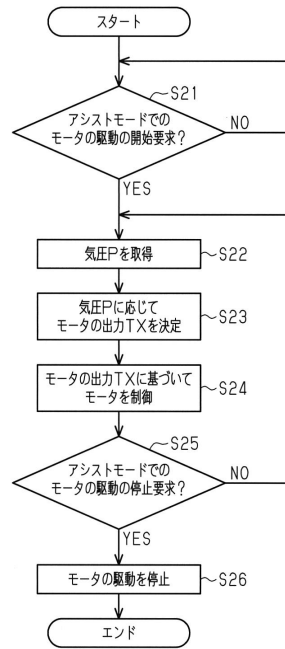 スタート
S21
アシストモードでの
モータの駆動の開始要求?
NO
YES
気圧Pを取得
S22
気圧Pに応じて
モータの出力TXを決定
S23
モータの出力TXに基づいて
モータを制御
S24
S25
アシストモードでの
モータの駆動の停止要求?
NO
YES
モータの駆動を停止
S26
エンド